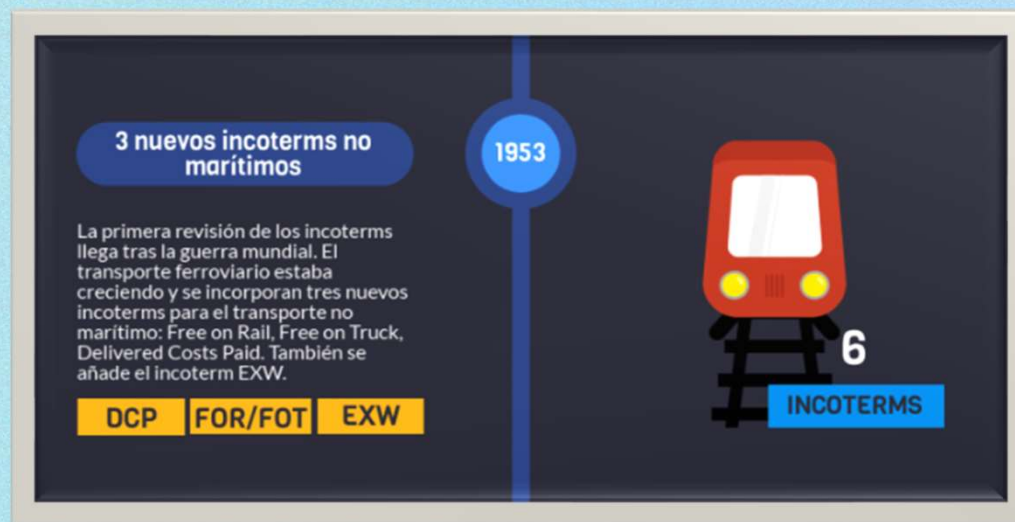 3 nuevos incoterms no
marítimos
1953
La primera revisión de los incoterms
llega tras la guerra mundial. El
transporte ferroviario estaba
creciendo y se incorporan tres nuevos
incoterms para el transporte no
marítimo: Free on Rail, Free on Truck,
Delivered Costs Paid. También se
añade el incoterm EXW.
DCP FOR/FOT EXW
6
INCOTERMS